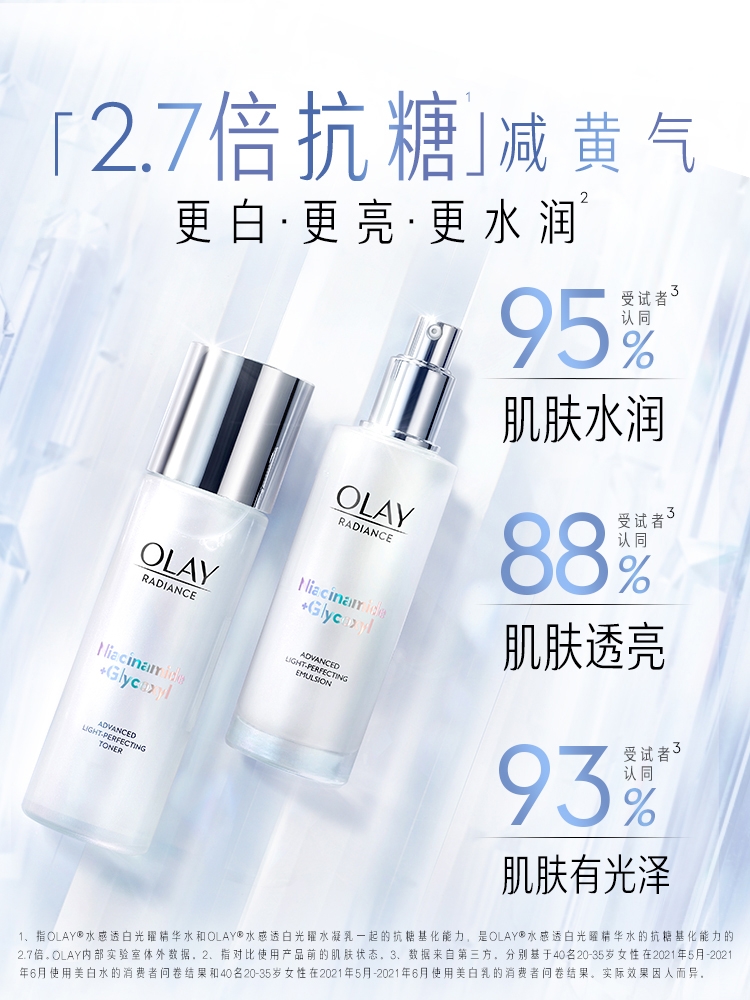 「2.7倍抗糖」¹减黄气
更白·更亮·更水润²
95%
受试者³
认同
肌肤水润
88%
受试者³
认同
肌肤透亮
93%
受试者³
认同
肌肤有光泽
OLAY
RADIANCE
Niacinamide
+Glycoppl
ADVANCED
LIGHT-PERFECTING
TONER
OLAY
RADIANCE
Niacinamide
ADVANCED
LIGHT-PERFECTING
EMULSION
1、指OLAY®水感透白光曜精华水和OLAY®水感透白光曜水凝乳一起的抗糖基化能力，是OLAY®水感透白光曜精华水的抗糖基化能力的
2.7倍。OLAY内部实验室体外数据。2、指对比使用产品前的肌肤状态。3、数据来自第三方，分别基于40名20-35岁女性在2021年5月-2021
年6月使用美白水的消费者问卷结果和40名20-35岁女性在2021年5月-2021年6月使用美白乳的消费者问卷结果。实际效果因人而异。